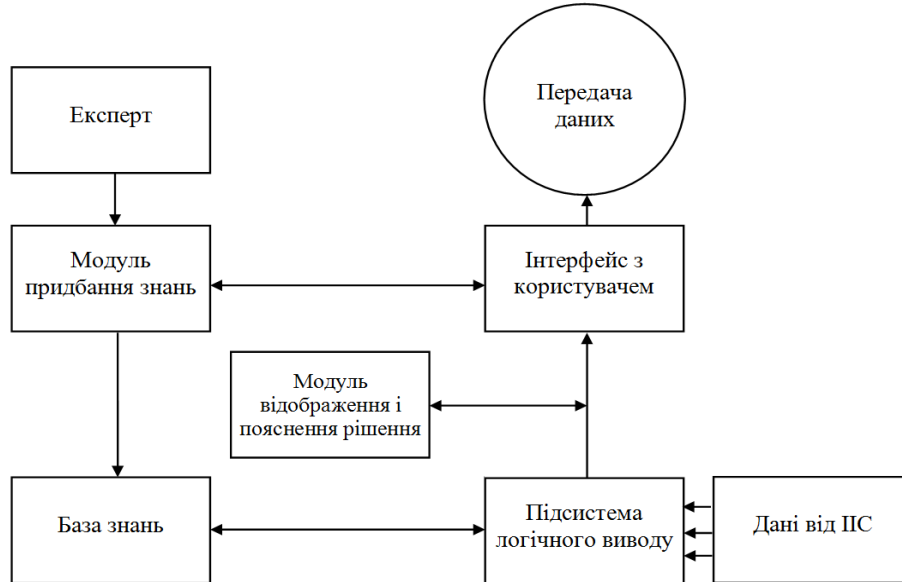 Експерт
Передача
даних
Модуль
придбання знань
Інтерфейс з
користувачем
Модуль
відображення і
пояснення рішення
База знань
Підсистема
логічного виводу
Дані від ІІС